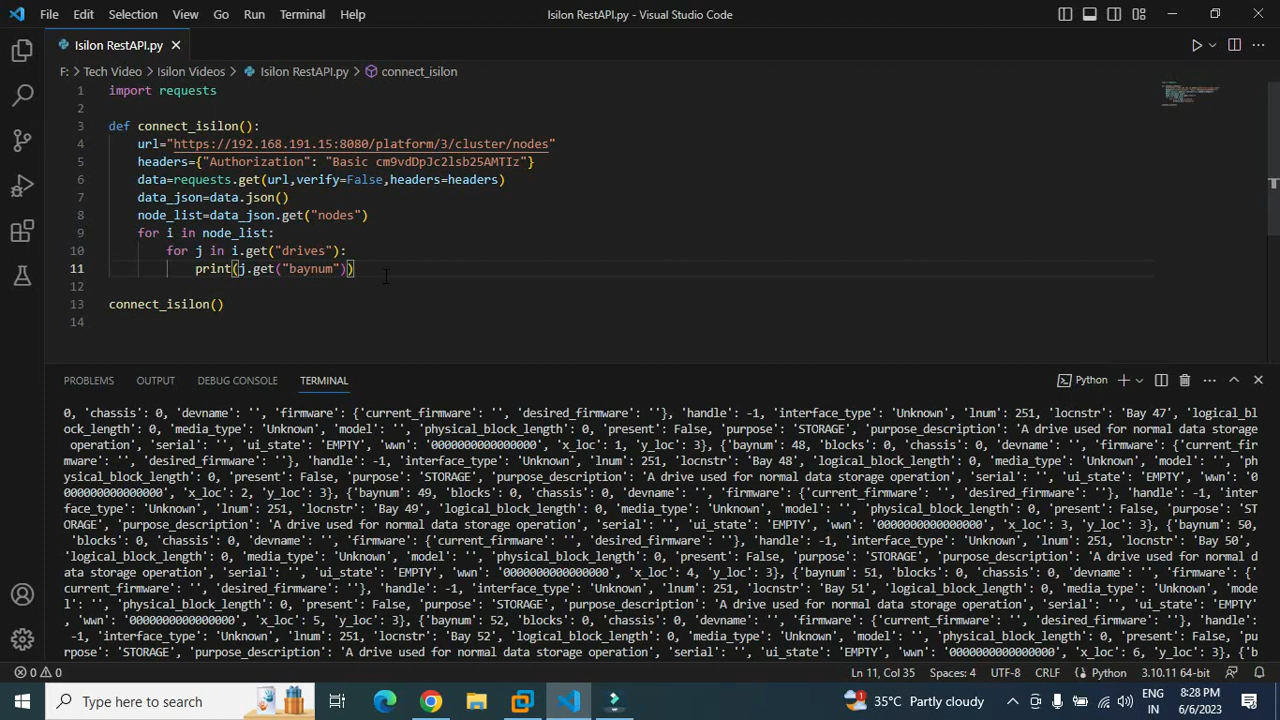 File Edit Selection View Go Run Terminal Help
Isilon RestAPI.py - Visual Studio Code
Isilon RestAPI.py
F: > Tech Video > Isilon Videos > Isilon RestAPI.py > connect_isilon
1 import requests
2
3 def connect_isilon():
4 url="https://192.168.191.15:8080/platform/3/cluster/nodes"
5 headers={"Authorization": "Basic cm9vdDpJc2lsb25AMTIz"}
6 data=requests.get(url,verify=False,headers=headers)
7 data_json=data.json()
8 node_list=data_json.get("nodes")
9 for i in node_list:
10 for j in i.get("drives"):
11 print(j.get("baynum"))
12
13 connect_isilon()
14
PROBLEMS OUTPUT DEBUG CONSOLE TERMINAL
Python
0, 'chassis': 0, 'devname': '', 'firmware': {'current_firmware': '', 'desired_firmware': ''}, 'handle': -1, 'interface_type': 'Unknown', 'lnum': 251, 'locnstr': 'Bay 47', 'logical_bl
ock_length': 0, 'media_type': 'Unknown', 'model': '', 'physical_block_length': 0, 'present': False, 'purpose': 'STORAGE', 'purpose_description': 'A drive used for normal data storage
operation', 'serial': '', 'ui_state': 'EMPTY', 'wwn': '0000000000000000', 'x_loc': 1, 'y_loc': 3}, {'baynum': 48, 'blocks': 0, 'chassis': 0, 'devname': '', 'firmware': {'current_fir
mware': '', 'desired_firmware': ''}, 'handle': -1, 'interface_type': 'Unknown', 'lnum': 251, 'locnstr': 'Bay 48', 'logical_block_length': 0, 'media_type': 'Unknown', 'model': '', 'ph
ysical_block_length': 0, 'present': False, 'purpose': 'STORAGE', 'purpose_description': 'A drive used for normal data storage operation', 'serial': '', 'ui_state': 'EMPTY', 'wwn': '0
000000000000000', 'x_loc': 2, 'y_loc': 3}, {'baynum': 49, 'blocks': 0, 'chassis': 0, 'devname': '', 'firmware': {'current_firmware': '', 'desired_firmware': ''}, 'handle': -1, 'inter
face_type': 'Unknown', 'lnum': 251, 'locnstr': 'Bay 49', 'logical_block_length': 0, 'media_type': 'Unknown', 'model': '', 'physical_block_length': 0, 'present': False, 'purpose': 'ST
ORAGE', 'purpose_description': 'A drive used for normal data storage operation', 'serial': '', 'ui_state': 'EMPTY', 'wwn': '0000000000000000', 'x_loc': 3, 'y_loc': 3}, {'baynum': 50,
'blocks': 0, 'chassis': 0, 'devname': '', 'firmware': {'current_firmware': '', 'desired_firmware': ''}, 'handle': -1, 'interface_type': 'Unknown', 'lnum': 251, 'locnstr': 'Bay 50',
'logical_block_length': 0, 'media_type': 'Unknown', 'model': '', 'physical_block_length': 0, 'present': False, 'purpose': 'STORAGE', 'purpose_description': 'A drive used for normal d
ata storage operation', 'serial': '', 'ui_state': 'EMPTY', 'wwn': '0000000000000000', 'x_loc': 4, 'y_loc': 3}, {'baynum': 51, 'blocks': 0, 'chassis': 0, 'devname': '', 'firmware': {'
current_firmware': '', 'desired_firmware': ''}, 'handle': -1, 'interface_type': 'Unknown', 'lnum': 251, 'locnstr': 'Bay 51', 'logical_block_length': 0, 'media_type': 'Unknown', 'mode
l': '', 'physical_block_length': 0, 'present': False, 'purpose': 'STORAGE', 'purpose_description': 'A drive used for normal data storage operation', 'serial': '', 'ui_state': 'EMPTY'
, 'wwn': '0000000000000000', 'x_loc': 5, 'y_loc': 3}, {'baynum': 52, 'blocks': 0, 'chassis': 0, 'devname': '', 'firmware': {'current_firmware': '', 'desired_firmware': ''}, 'handle':
-1, 'interface_type': 'Unknown', 'lnum': 251, 'locnstr': 'Bay 52', 'logical_block_length': 0, 'media_type': 'Unknown', 'model': '', 'physical_block_length': 0, 'present': False, 'pu
rpose': 'STORAGE', 'purpose_description': 'A drive used for normal data storage operation', 'serial': '', 'ui_state': 'EMPTY', 'wwn': '0000000000000000', 'x_loc': 6, 'y_loc': 3}, {'b
0 0 Ln 11, Col 35 Spaces: 4 UTF-8 CRLF Python 3.10.11 64-bit
Type here to search
35°C Partly cloudy
ENG
IN
8:28 PM
6/6/2023